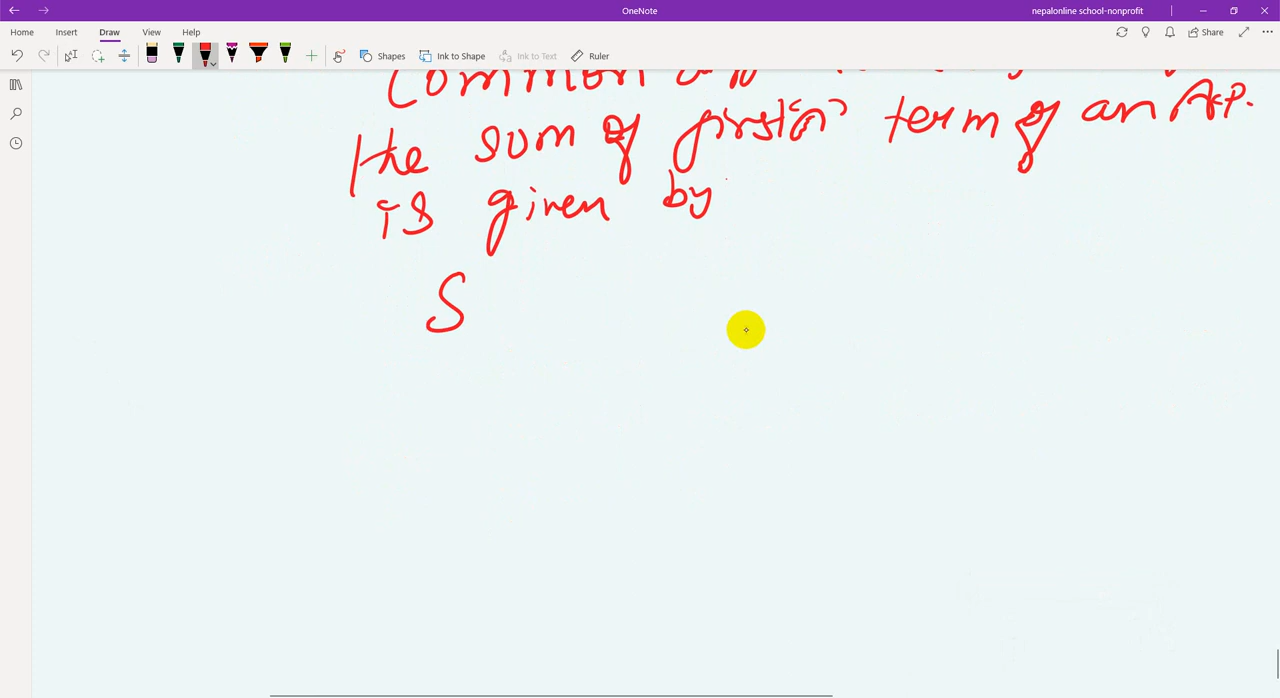 OneNote
nepalonline school-nonprofit
Home Insert Draw View Help
Share
Shapes Ink to Shape Ink to Text Ruler
Common
the sum of first 'n' term of an A.P.
is given by
S